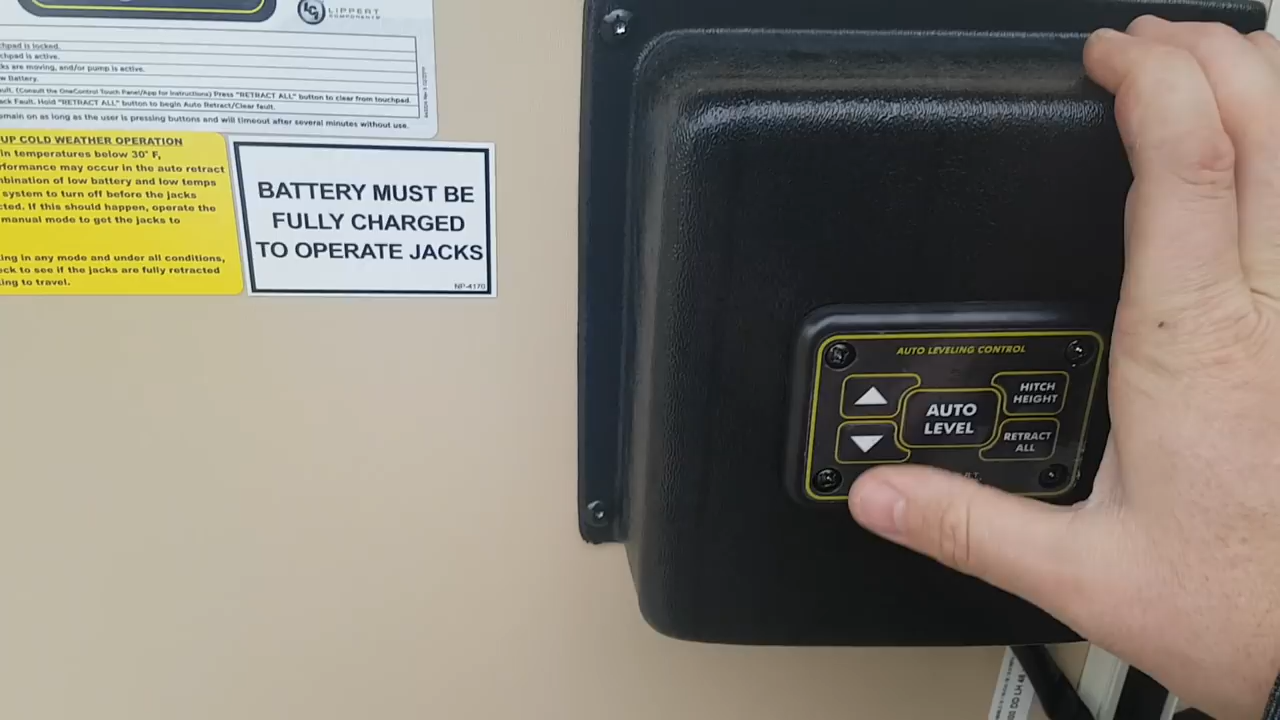 LCI LIPPERT
COMPONENTS
chpad is locked.
chpad is active.
ks are moving, and/or pump is active.
w Battery.
ult. (Consult the OneControl Touch Panel/App for instructions) Press "RETRACT ALL" button to clear from touchpad.
ack Fault. Hold "RETRACT ALL" button to begin Auto Retract/Clear fault.
emain on as long as the user is pressing buttons and will timeout after several minutes without use.
UP COLD WEATHER OPERATION
in temperatures below 30° F,
rformance may occur in the auto retract
mbination of low battery and low temps
system to turn off before the jacks
cted. If this should happen, operate the
manual mode to get the jacks to
ing in any mode and under all conditions,
eck to see if the jacks are fully retracted
ing to travel.
BATTERY MUST BE
FULLY CHARGED
TO OPERATE JACKS
NP-4170
AUTO LEVELING CONTROL
AUTO
LEVEL
HITCH
HEIGHT
RETRACT
ALL